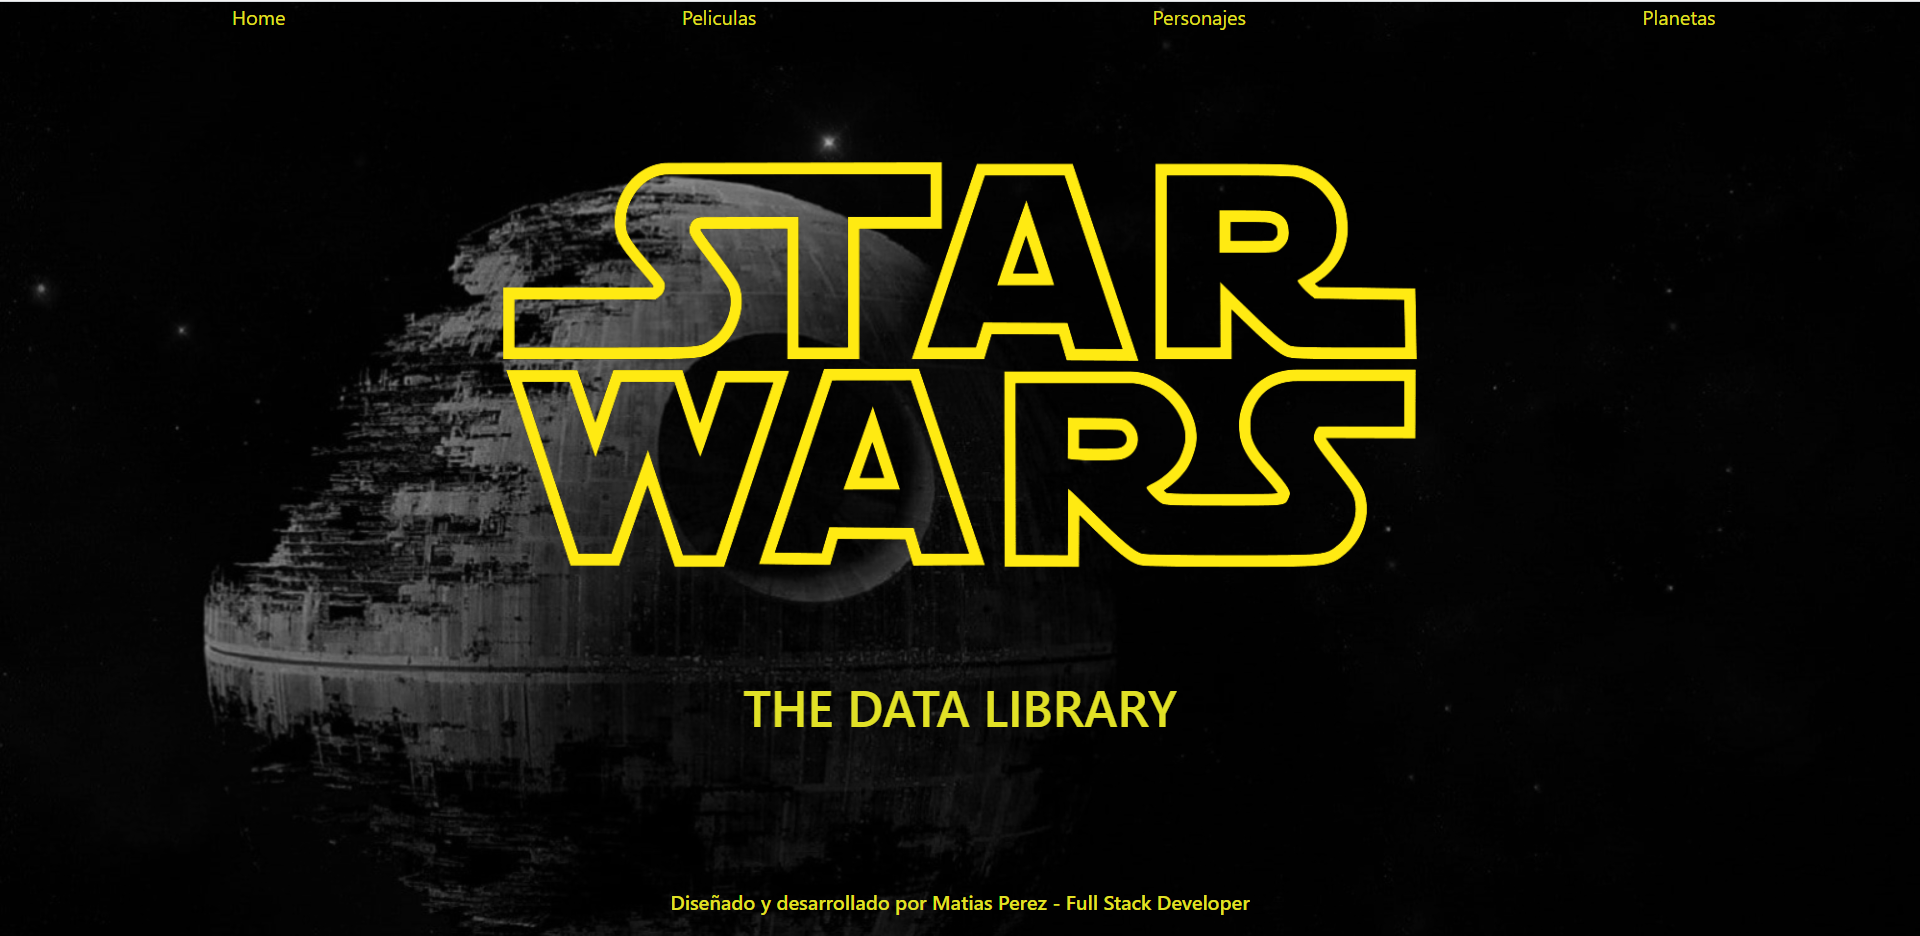 Home Peliculas Personajes Planetas
STAR
WARS
THE DATA LIBRARY
Diseñado y desarrollado por Matias Perez - Full Stack Developer